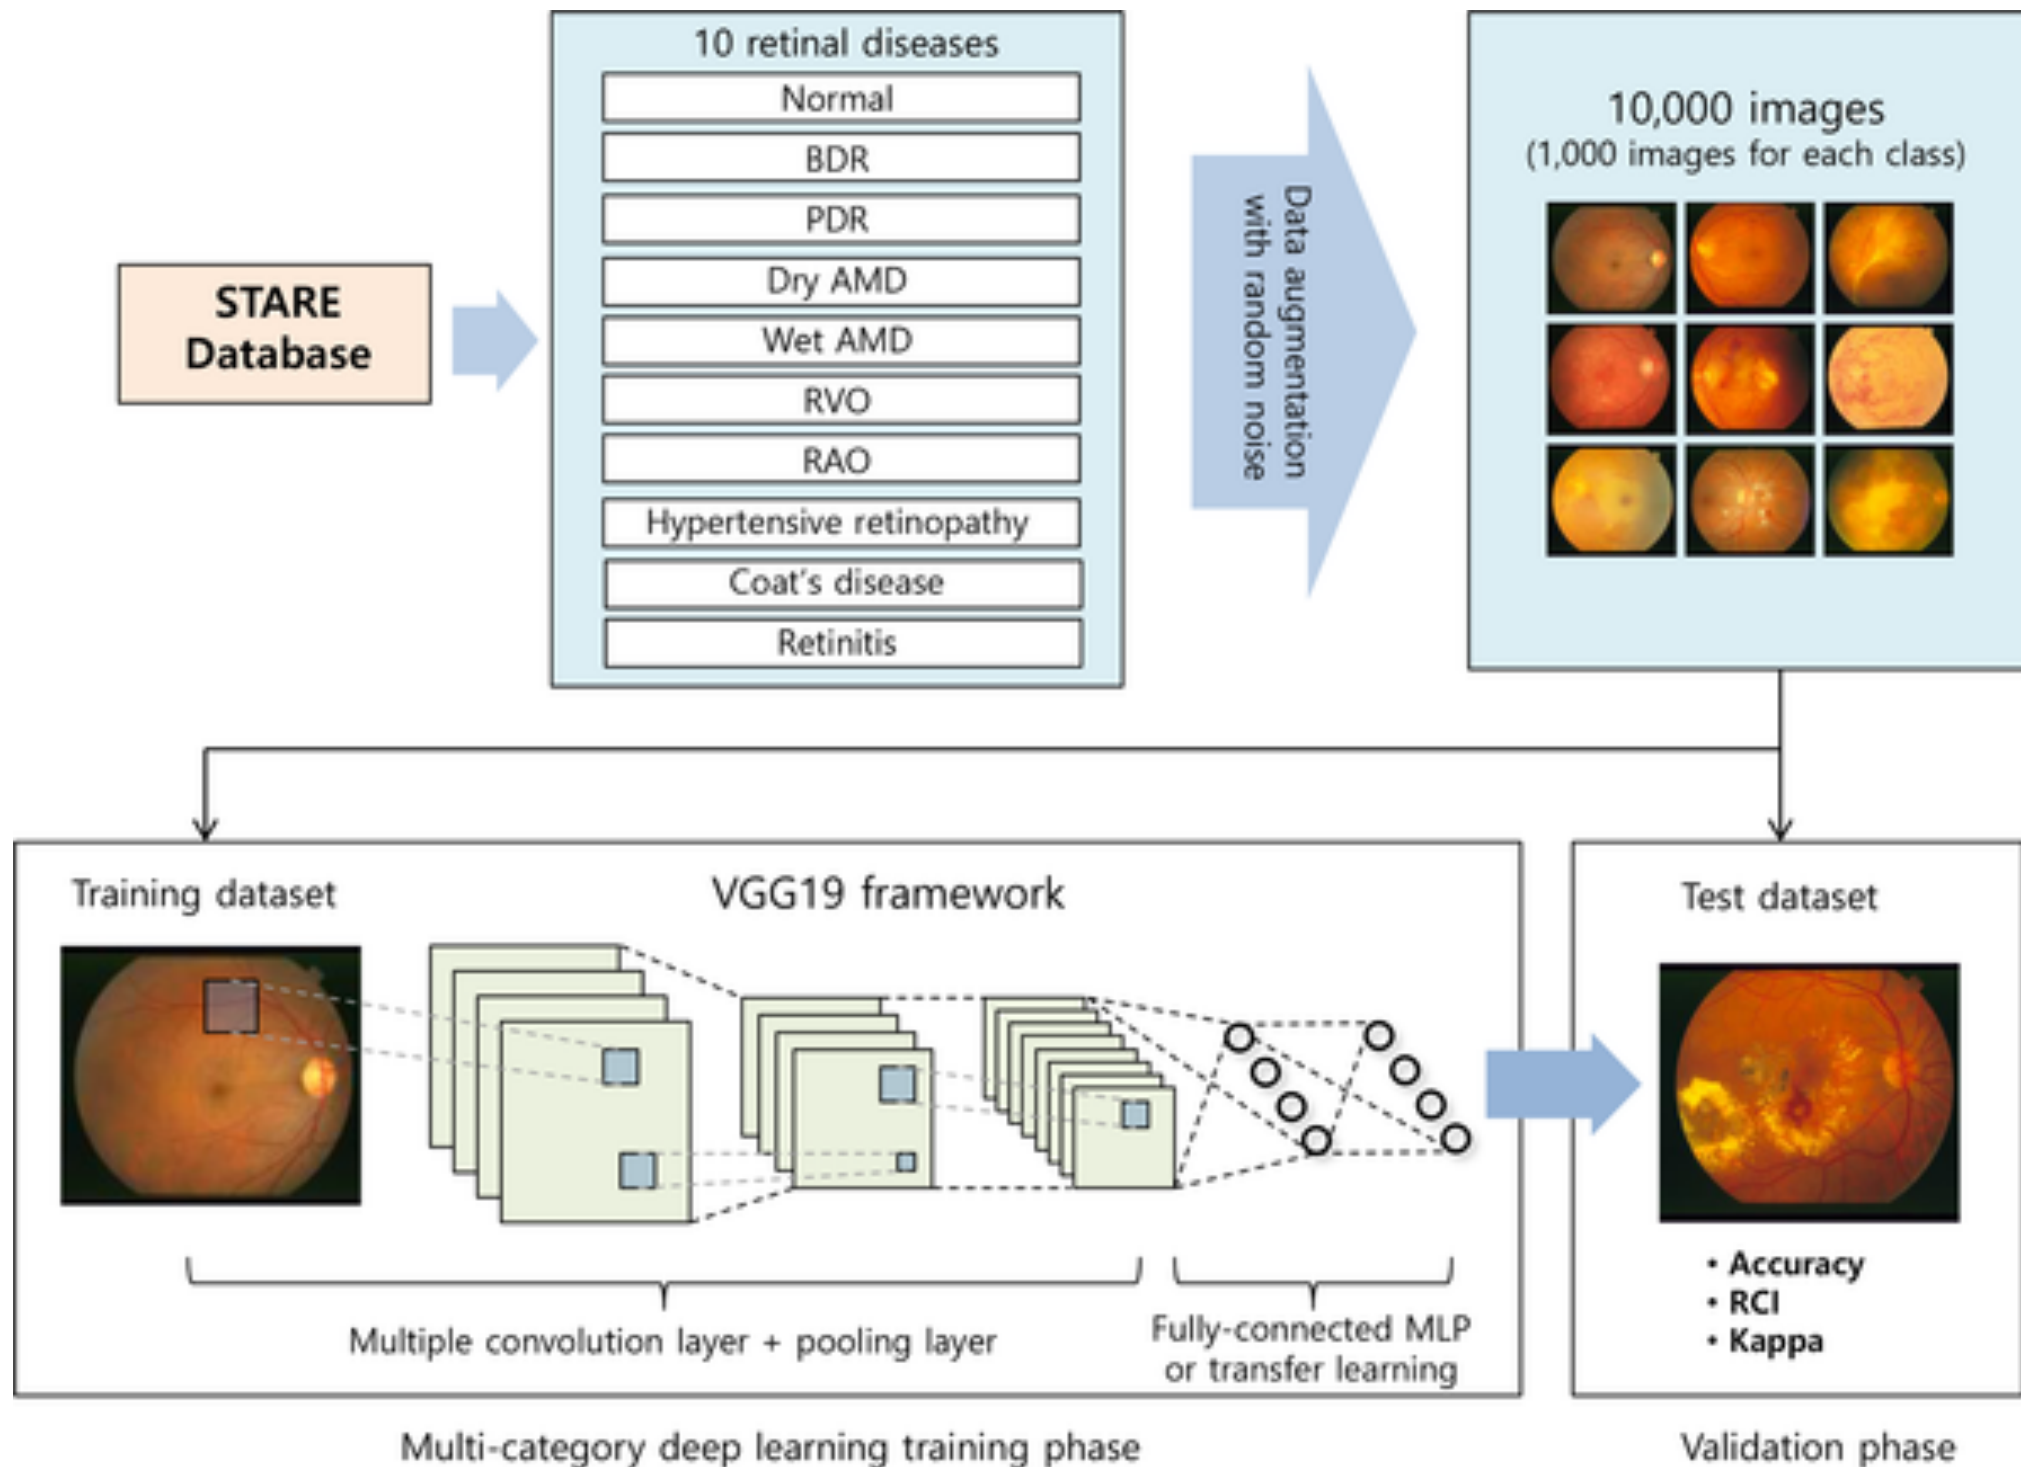 STARE
Database
10 retinal diseases
Normal
BDR
PDR
Dry AMD
Wet AMD
RVO
RAO
Hypertensive retinopathy
Coat's disease
Retinitis
Data augmentation
with random noise
10,000 images
(1,000 images for each class)
Training dataset
VGG19 framework
Multiple convolution layer + pooling layer
Fully-connected MLP
or transfer learning
Multi-category deep learning training phase
Test dataset
• Accuracy
• RCI
• Kappa
Validation phase